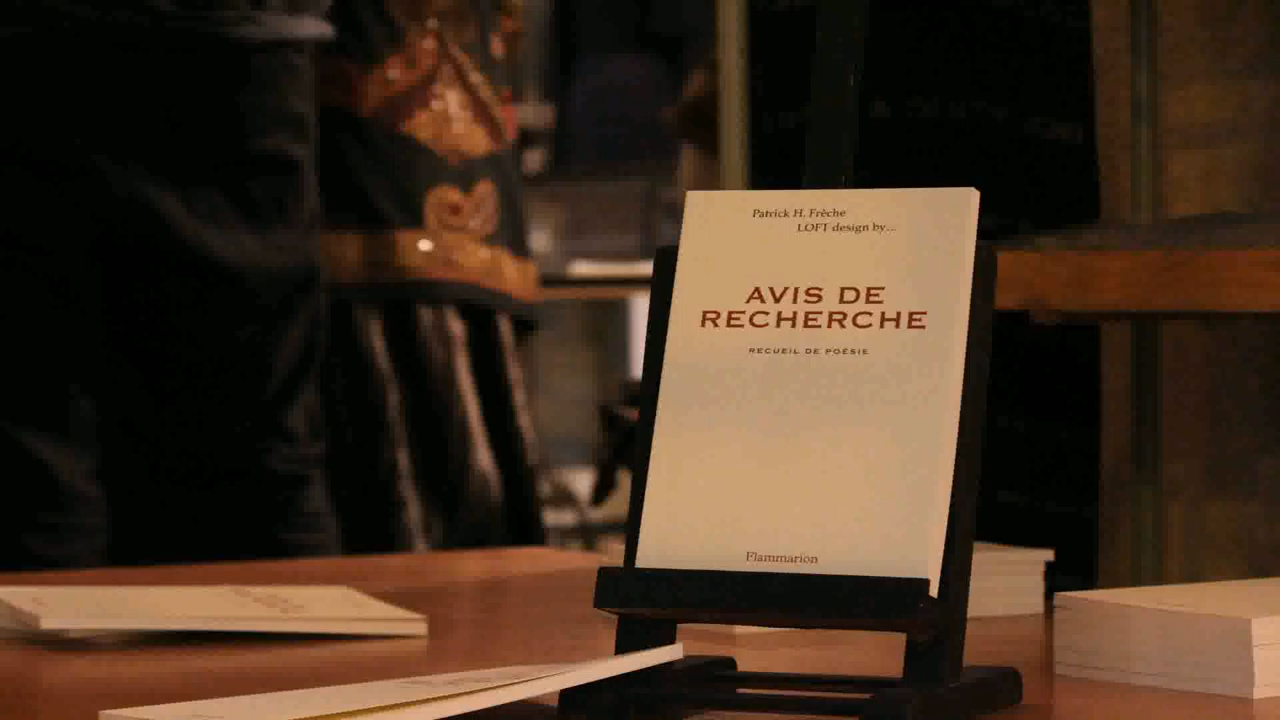 Patrick H. Frèche
LOFT design by...
AVIS DE
RECHERCHE
RECUEIL DE POÉSIE
Flammarion